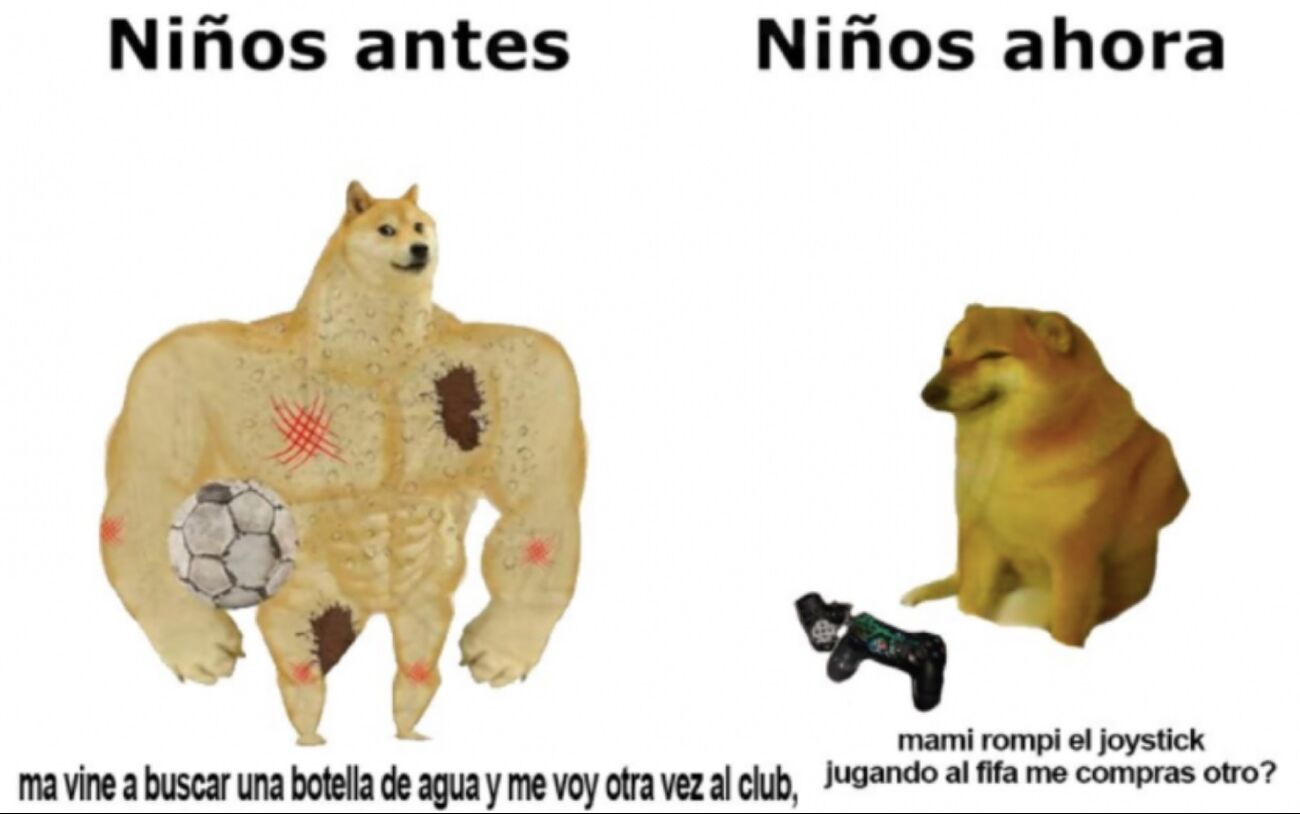 Niños antes
Niños ahora
ma vine a buscar una botella de agua y me voy otra vez al club,
mami rompi el joystick
jugando al fifa me compras otro?